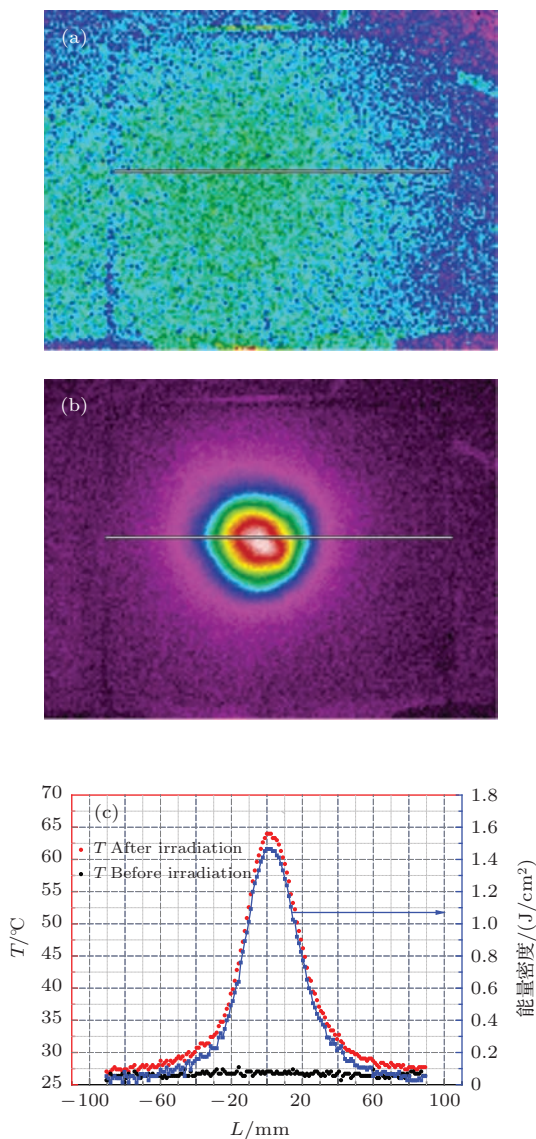 (a)
(b)
(c)
70
65
60
55
50
45
40
35
30
25
T/℃
T After irradiation
T Before irradiation
1.8
1.6
1.4
1.2
1.0
0.8
0.6
0.4
0.2
0
能量密度/(J/cm²)
−100 −60 −20 20 60 100
L/mm